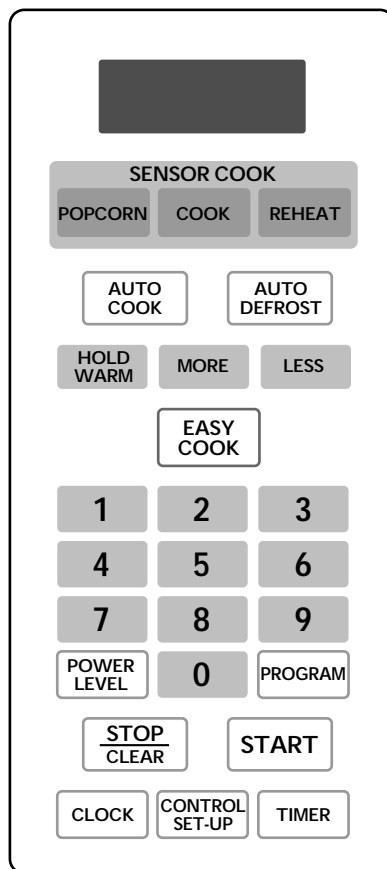 SENSOR COOK
POPCORN COOK REHEAT
AUTO
COOK
AUTO
DEFROST
HOLD
WARM
MORE
LESS
EASY
COOK
1 2 3
4 5 6
7 8 9
POWER
LEVEL
0
PROGRAM
STOP
CLEAR
START
CLOCK
CONTROL
SET-UP
TIMER